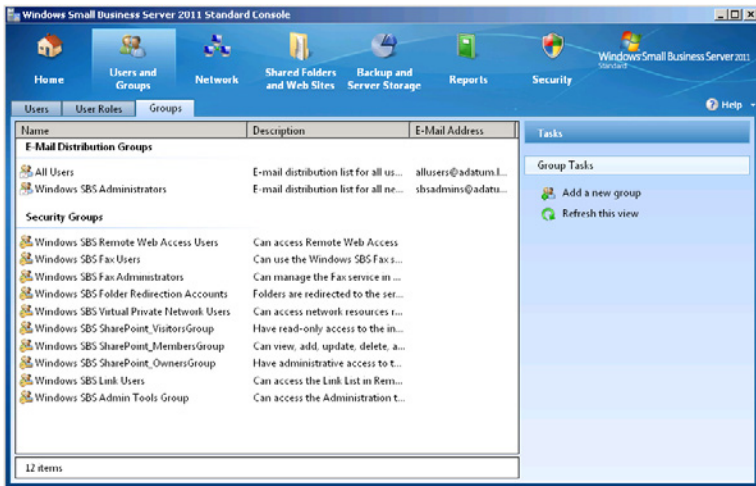 Windows Small Business Server 2011 Standard Console
Home
Users and Groups
Network
Shared Folders and Web Sites
Backup and Server Storage
Reports
Security
Windows Small Business Server 2011
Standard
Users User Roles Groups
Help
Name Description E-Mail Address
E-Mail Distribution Groups
All Users E-mail distribution list for all us... allusers@adatum.l...
Windows SBS Administrators E-mail distribution list for all ne... sbsadmins@adatu...
Security Groups
Windows SBS Remote Web Access Users Can access Remote Web Access
Windows SBS Fax Users Can use the Windows SBS Fax s...
Windows SBS Fax Administrators Can manage the Fax service in ...
Windows SBS Folder Redirection Accounts Folders are redirected to the ser...
Windows SBS Virtual Private Network Users Can access network resources r...
Windows SBS SharePoint_VisitorsGroup Have read-only access to the in...
Windows SBS SharePoint_MembersGroup Can view, add, update, delete, a...
Windows SBS SharePoint_OwnersGroup Have administrative access to t...
Windows SBS Link Users Can access the Link List in Rem...
Windows SBS Admin Tools Group Can access the Administration t...
12 items
Tasks
Group Tasks
Add a new group
Refresh this view